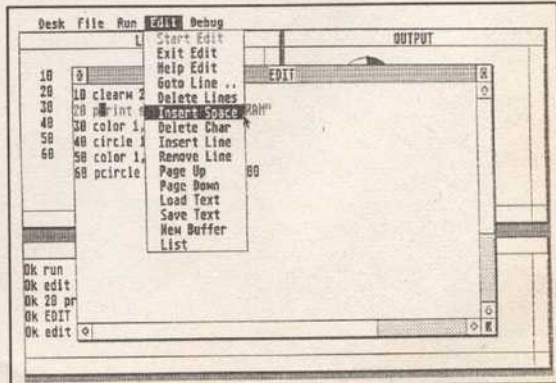 Desk File Run Edit Debug
L OUTPUT
Start Edit
Exit Edit
Help Edit
Goto Line ..
Delete Lines
Insert Space
Delete Char
Insert Line
Remove Line
Page Up
Page Down
Load Text
Save Text
New Buffer
List
10
20
30
40
50
60
EDIT
10 clearw 2
20 print RAM"
30 color 1,
40 circle 1
50 color 1,
60 pcircle 00
Ok run
Ok edit
Ok 20 pr
Ok EDIT
Ok edit